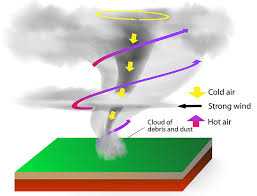 Cold air
Strong wind
Hot air
Cloud of
debris and dust